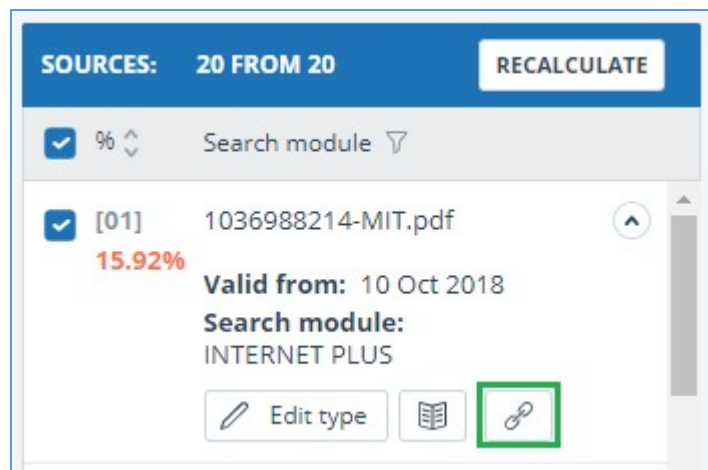 SOURCES: 20 FROM 20 RECALCULATE
% Search module
[01] 1036988214-MIT.pdf
15.92%
Valid from: 10 Oct 2018
Search module:
INTERNET PLUS
Edit type